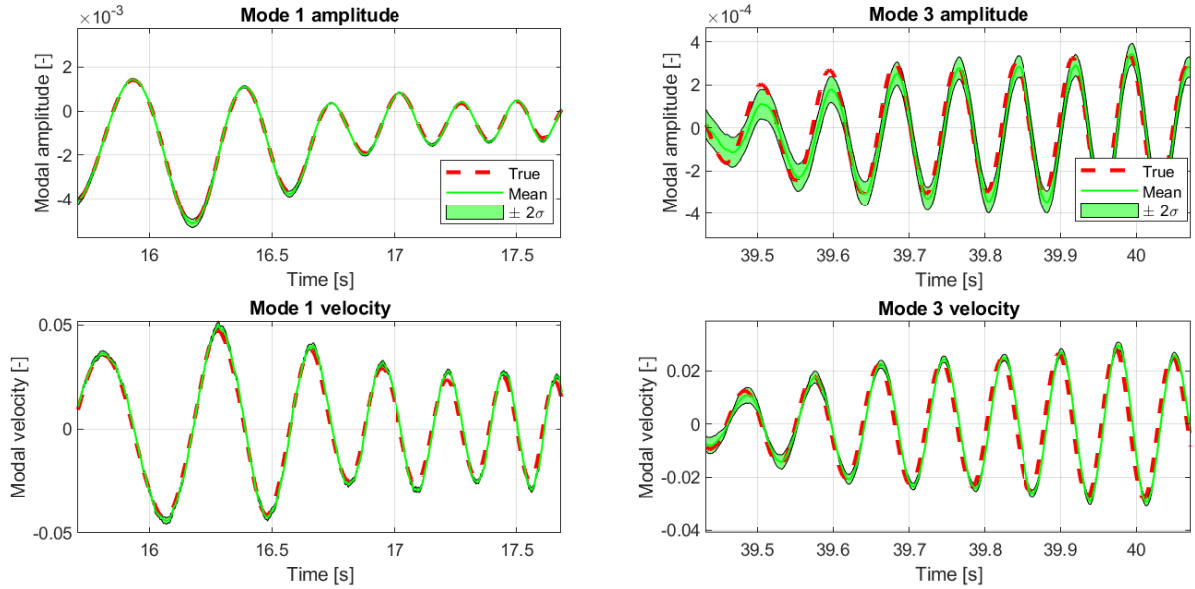 Mode 1 amplitude
×10⁻³
Modal amplitude [-]
2
0
-2
-4
16
16.5
17
17.5
Time [s]
True
Mean
± 2σ
Mode 3 amplitude
×10⁻⁴
Modal amplitude [-]
4
2
0
-2
-4
39.5
39.6
39.7
39.8
39.9
40
Time [s]
True
Mean
± 2σ
Mode 1 velocity
Modal velocity [-]
0.05
0
-0.05
16
16.5
17
17.5
Time [s]
Mode 3 velocity
Modal velocity [-]
0.02
0
-0.02
-0.04
39.5
39.6
39.7
39.8
39.9
40
Time [s]